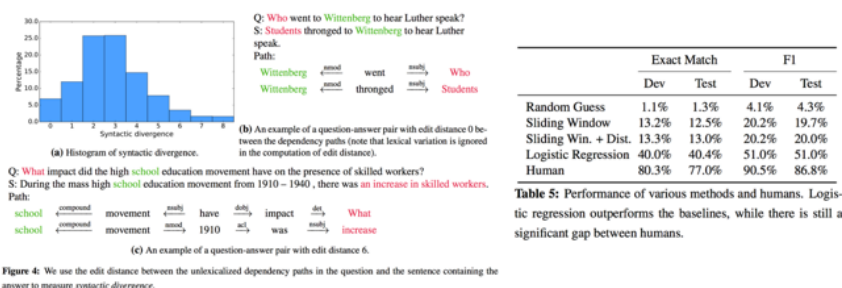 30.0
25.0
20.0
15.0
10.0
5.0
0.0
Percentage
0 1 2 3 4 5 6 7 8
Syntactic divergence
(a) Histogram of syntactic divergence.
Q: Who went to Wittenberg to hear Luther speak?
S: Students thronged to Wittenberg to hear Luther
speak.
Path:
Wittenberg nmod went nsubj Who
Wittenberg nmod thronged nsubj Students
(b) An example of a question-answer pair with edit distance 0 be-
tween the dependency paths (note that lexical variation is ignored
in the computation of edit distance).
Q: What impact did the high school education movement have on the presence of skilled workers?
S: During the mass high school education movement from 1910 – 1940 , there was an increase in skilled workers.
Path:
school compound movement nsubj have dobj impact det What
school compound movement nmod 1910 acl was nsubj increase
(c) An example of a question-answer pair with edit distance 6.
Figure 4: We use the edit distance between the unlexicalized dependency paths in the question and the sentence containing the
answer to measure syntactic divergence.
Exact Match F1
Dev Test Dev Test
Random Guess 1.1% 1.3% 4.1% 4.3%
Sliding Window 13.2% 12.5% 20.2% 19.7%
Sliding Win. + Dist. 13.3% 13.0% 20.2% 20.0%
Logistic Regression 40.0% 40.4% 51.0% 51.0%
Human 80.3% 77.0% 90.5% 86.8%
Table 5: Performance of various methods and humans. Logis-
tic regression outperforms the baselines, while there is still a
significant gap between humans.